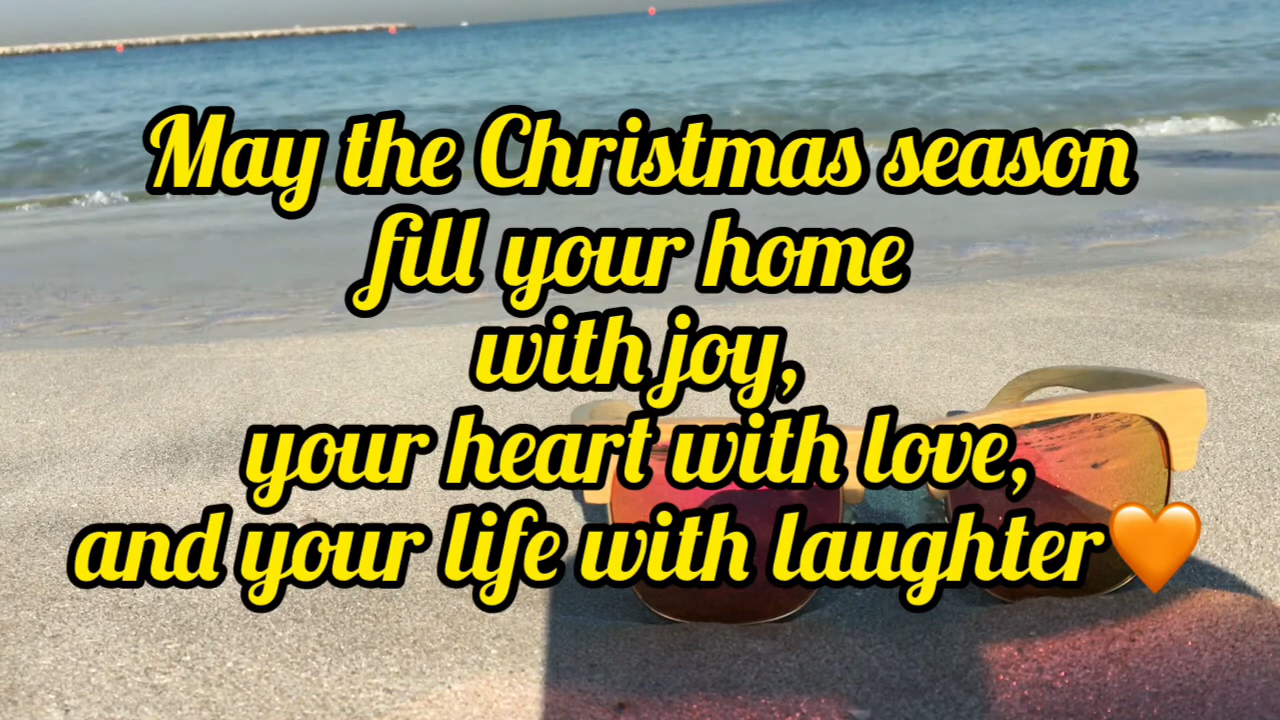 May the Christmas season
fill your home
with joy,
your heart with love,
and your life with laughter🧡